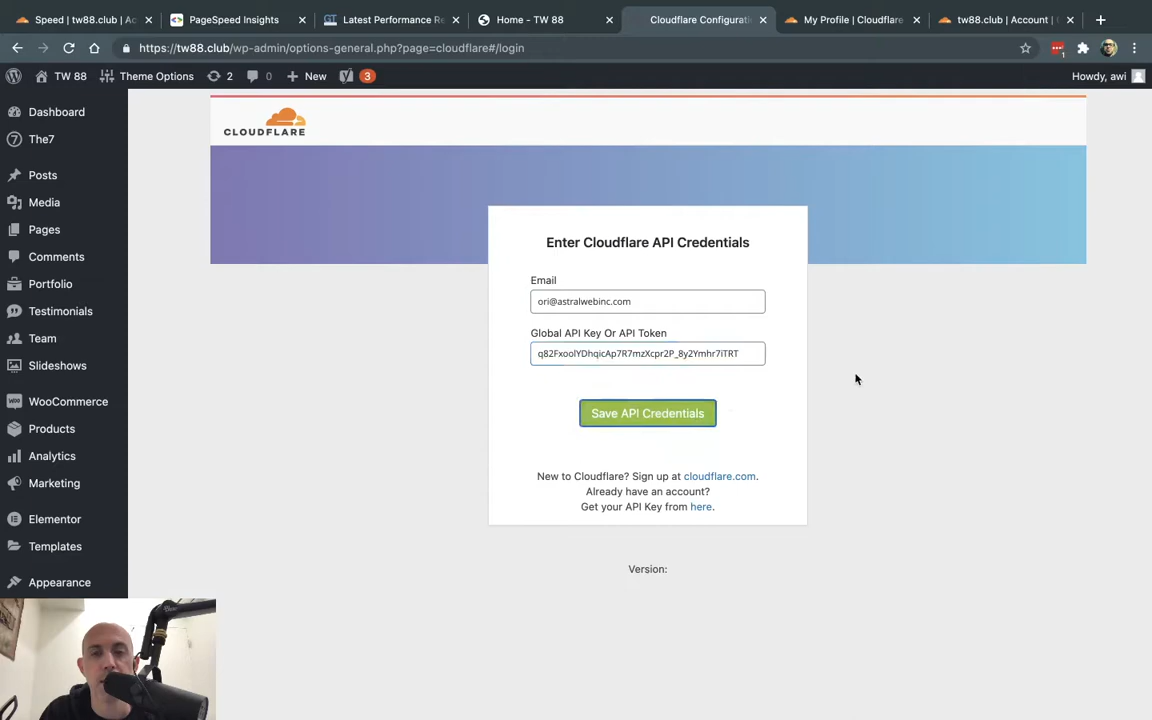 Speed | tw88.club | Ac
PageSpeed Insights
Latest Performance Re
Home - TW 88
Cloudflare Configuratio
My Profile | Cloudflare
tw88.club | Account | C
https://tw88.club/wp-admin/options-general.php?page=cloudflare#/login
TW 88
Theme Options
2
0
New
3
Howdy, awi
Dashboard
The7
Posts
Media
Pages
Comments
Portfolio
Testimonials
Team
Slideshows
WooCommerce
Products
Analytics
Marketing
Elementor
Templates
Appearance
CLOUDFLARE
Enter Cloudflare API Credentials
Email
ori@astralwebinc.com
Global API Key Or API Token
q82FxoolYDhqicAp7R7mzXcpr2P_8y2Ymhr7iTRT
Save API Credentials
New to Cloudflare? Sign up at cloudflare.com.
Already have an account?
Get your API Key from here.
Version: